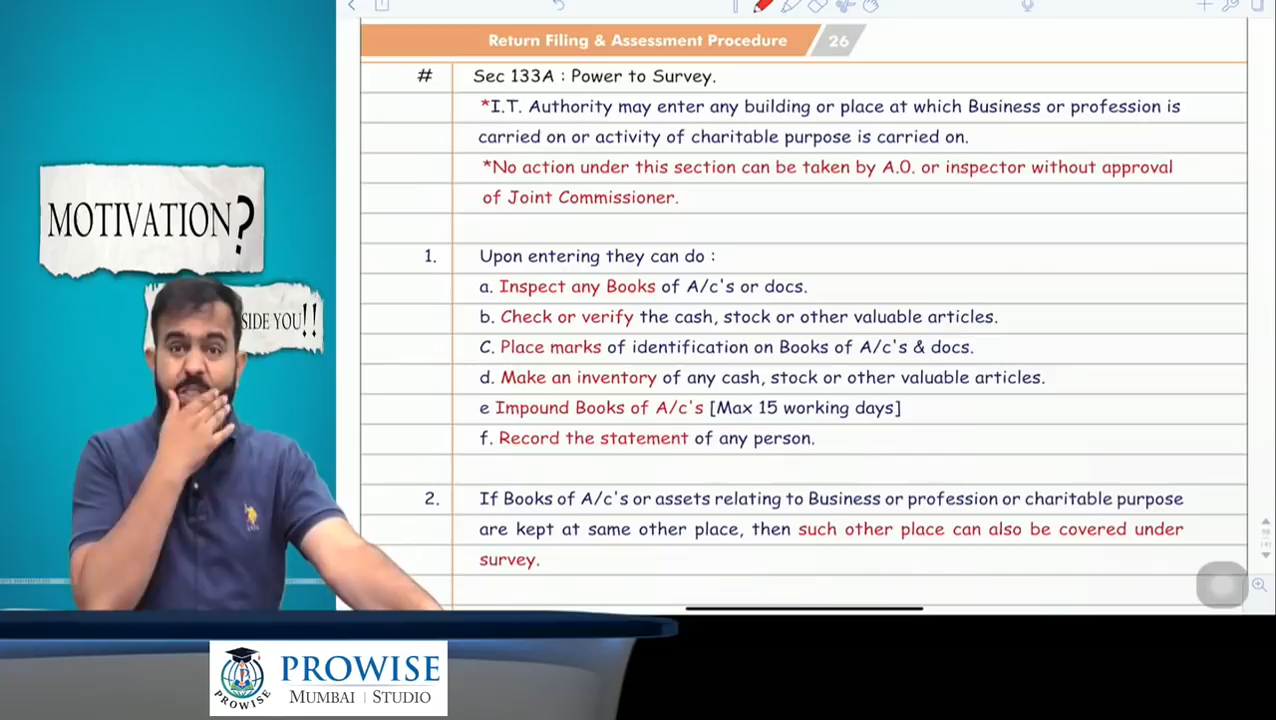 Return Filing & Assessment Procedure 26
# Sec 133A : Power to Survey.
*I.T. Authority may enter any building or place at which Business or profession is
carried on or activity of charitable purpose is carried on.
*No action under this section can be taken by A.O. or inspector without approval
of Joint Commissioner.
1. Upon entering they can do :
a. Inspect any Books of A/c's or docs.
b. Check or verify the cash, stock or other valuable articles.
C. Place marks of identification on Books of A/c's & docs.
d. Make an inventory of any cash, stock or other valuable articles.
e Impound Books of A/c's [Max 15 working days]
f. Record the statement of any person.
2. If Books of A/c's or assets relating to Business or profession or charitable purpose
are kept at same other place, then such other place can also be covered under
survey.
MOTIVATION?
SIDE YOU!!
PROWISE
PROWISE
MUMBAI | STUDIO